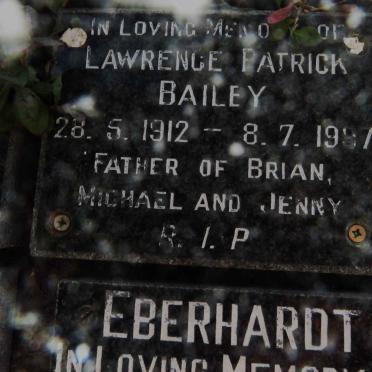 IN LOVING OF
LAWRENCE PATRICK
BAILEY
28. 5. 1912 — 8. 7.
FATHER OF BRIAN,
MICHAEL AND JENNY
R. I. P
EBERHARDT
IN LOVING MEMORY